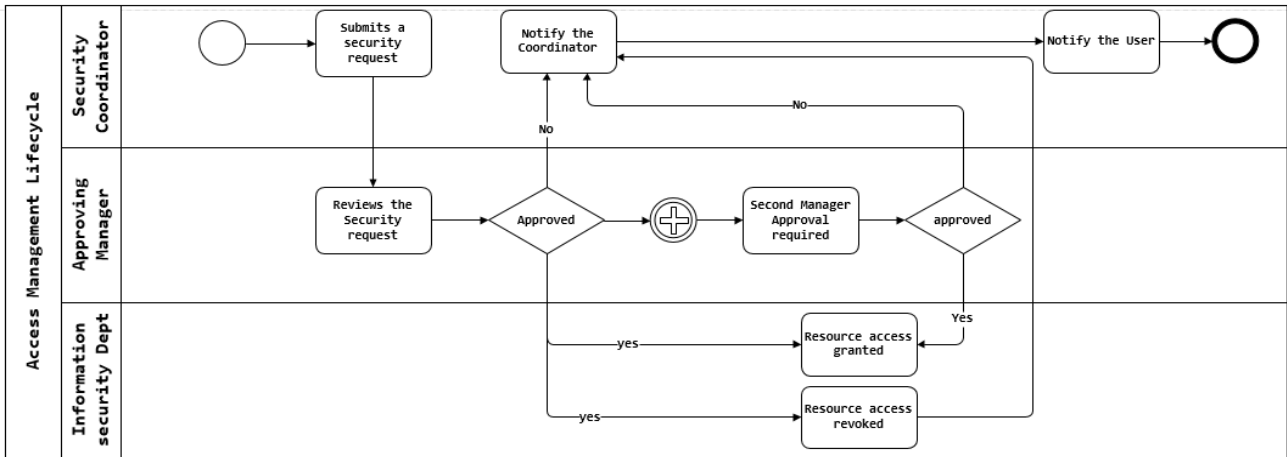 Access Management Lifecycle
Security
Coordinator
Submits a
security
request
Notify the
Coordinator
Notify the User
No
No
Approving
Manager
Reviews the
Security
request
Approved
Second Manager
Approval
required
approved
Information
security Dept
Yes
yes
Resource access
granted
yes
Resource access
revoked